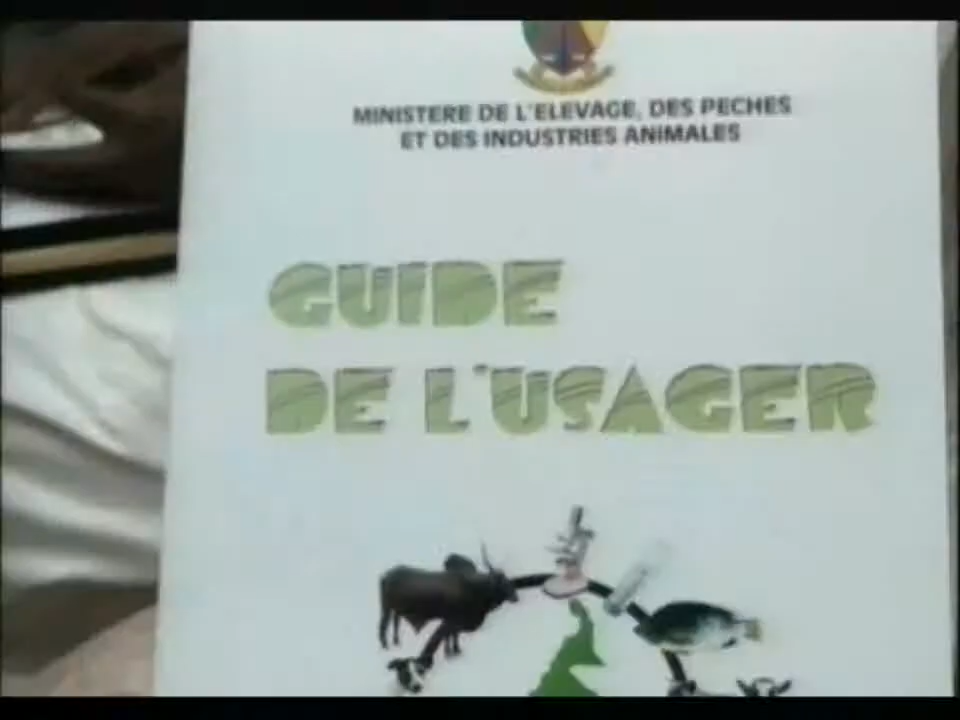 MINISTERE DE L'ELEVAGE, DES PECHES
ET DES INDUSTRIES ANIMALES
GUIDE
DE L'USAGER